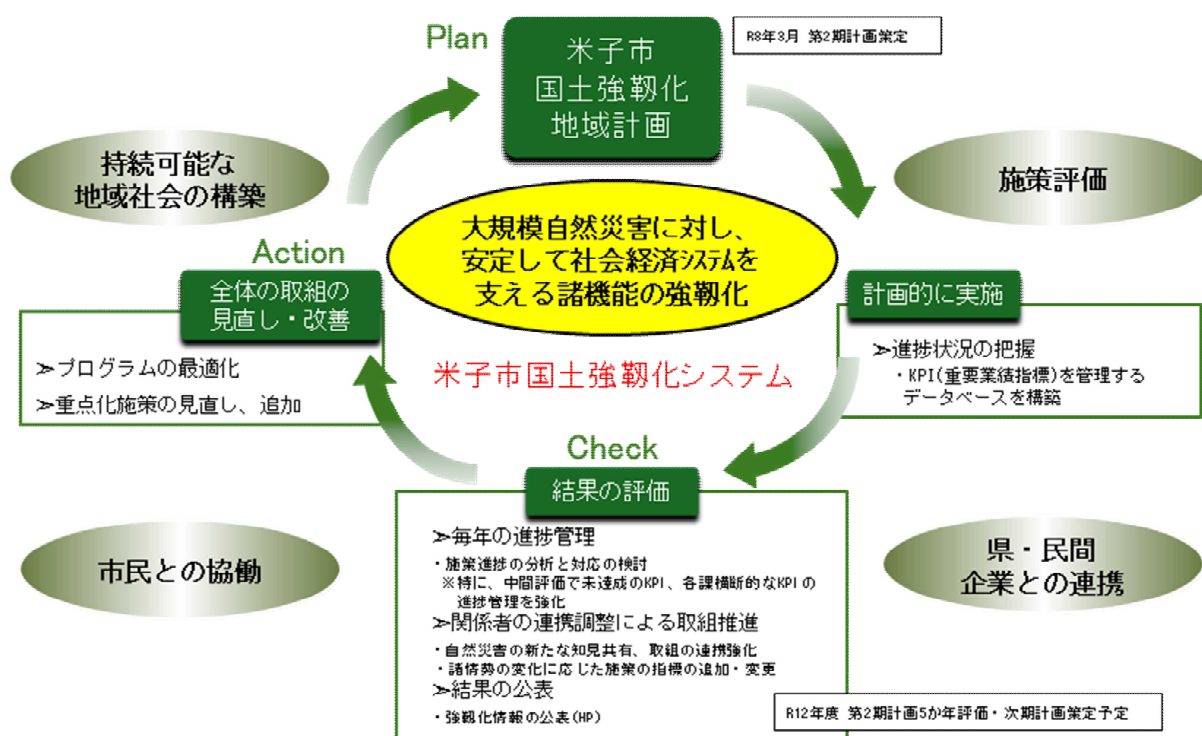 Plan
米子市
国土強靱化
地域計画
R8年3月 第2期計画策定
持続可能な
地域社会の構築
施策評価
大規模自然災害に対し、
安定して社会経済ｼｽﾃﾑを
支える諸機能の強靱化
Action
全体の取組の
見直し・改善
➢プログラムの最適化
➢重点化施策の見直し、追加
計画的に実施
➢進捗状況の把握
・KPI(重要業績指標)を管理する
データベースを構築
米子市国土強靱化システム
Check
結果の評価
➢毎年の進捗管理
・施策進捗の分析と対応の検討
※特に、中間評価で未達成のKPI、各課横断的なKPIの
進捗管理を強化
➢関係者の連携調整による取組推進
・自然災害の新たな知見共有、取組の連携強化
・諸情勢の変化に応じた施策の指標の追加・変更
➢結果の公表
・強靱化情報の公表(HP)
市民との協働
県・民間
企業との連携
R12年度 第2期計画5か年評価・次期計画策定予定